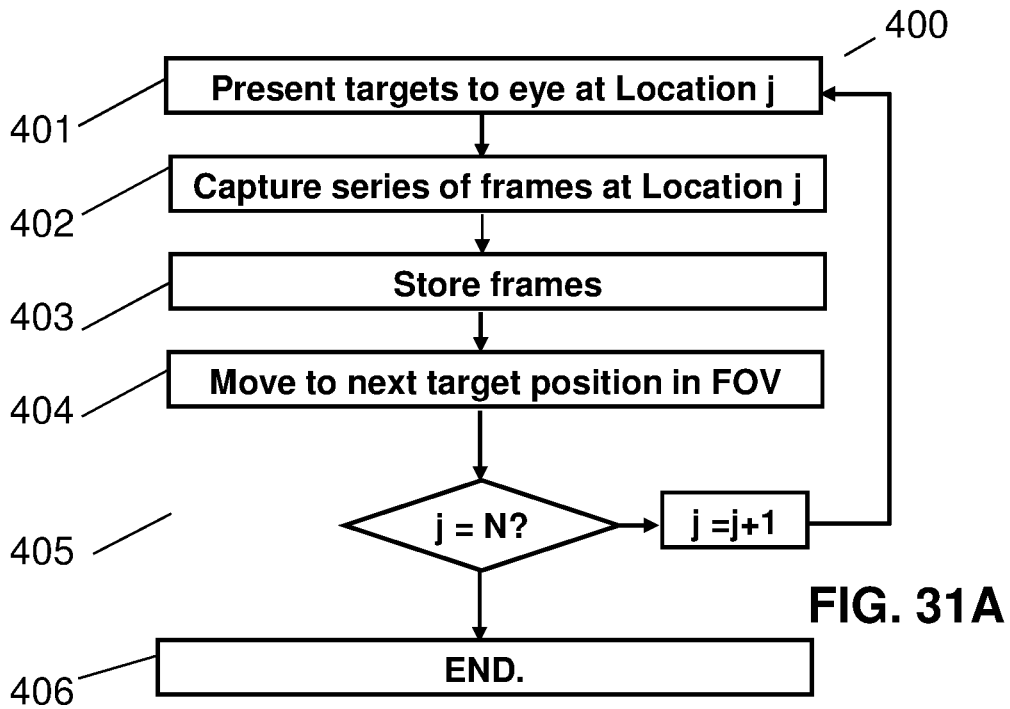 400
Present targets to eye at Location j
401
Capture series of frames at Location j
402
Store frames
403
Move to next target position in FOV
404
j = N?
j =j+1
405
FIG. 31A
END.
406